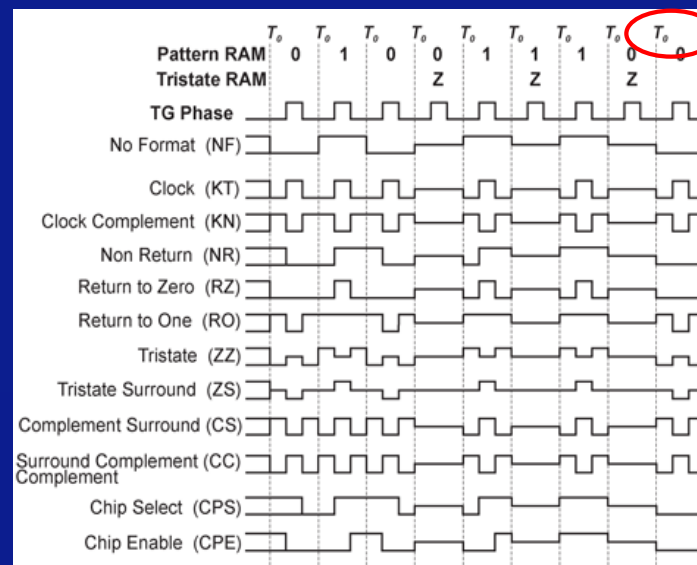 T₀ T₀ T₀ T₀ T₀ T₀ T₀ T₀ T₀
Pattern RAM 0 1 0 0 1 1 1 0 0
Tristate RAM Z Z Z
TG Phase
No Format (NF)
Clock (KT)
Clock Complement (KN)
Non Return (NR)
Return to Zero (RZ)
Return to One (RO)
Tristate (ZZ)
Tristate Surround (ZS)
Complement Surround (CS)
Surround Complement (CC)
Complement
Chip Select (CPS)
Chip Enable (CPE)